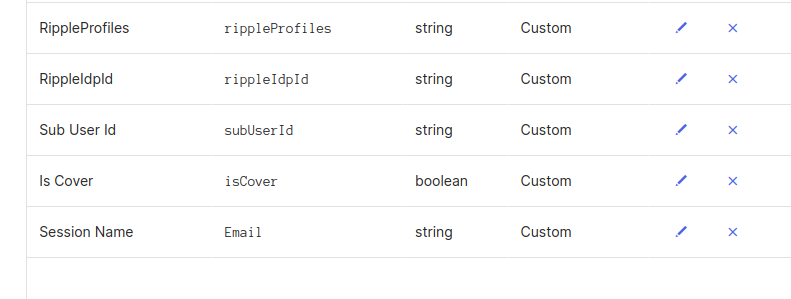 RippleProfiles rippleProfiles string Custom
RippleIdpId rippleIdpId string Custom
Sub User Id subUserId string Custom
Is Cover isCover boolean Custom
Session Name Email string Custom